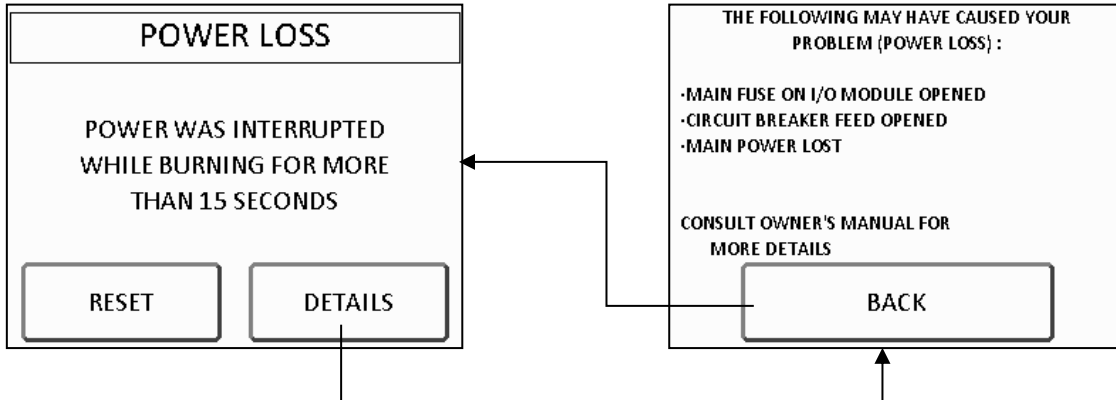 POWER LOSS
POWER WAS INTERRUPTED
WHILE BURNING FOR MORE
THAN 15 SECONDS
RESET
DETAILS
THE FOLLOWING MAY HAVE CAUSED YOUR
PROBLEM (POWER LOSS) :
·MAIN FUSE ON I/O MODULE OPENED
·CIRCUIT BREAKER FEED OPENED
·MAIN POWER LOST
CONSULT OWNER'S MANUAL FOR
MORE DETAILS
BACK